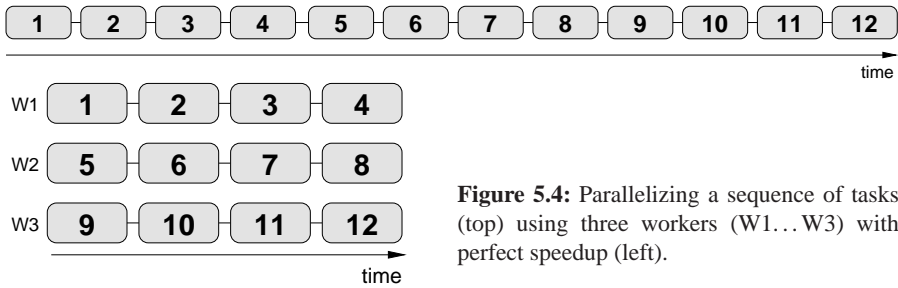 1 2 3 4 5 6 7 8 9 10 11 12
time
W1 1 2 3 4
W2 5 6 7 8
W3 9 10 11 12
time
Figure 5.4: Parallelizing a sequence of tasks
(top) using three workers (W1...W3) with
perfect speedup (left).